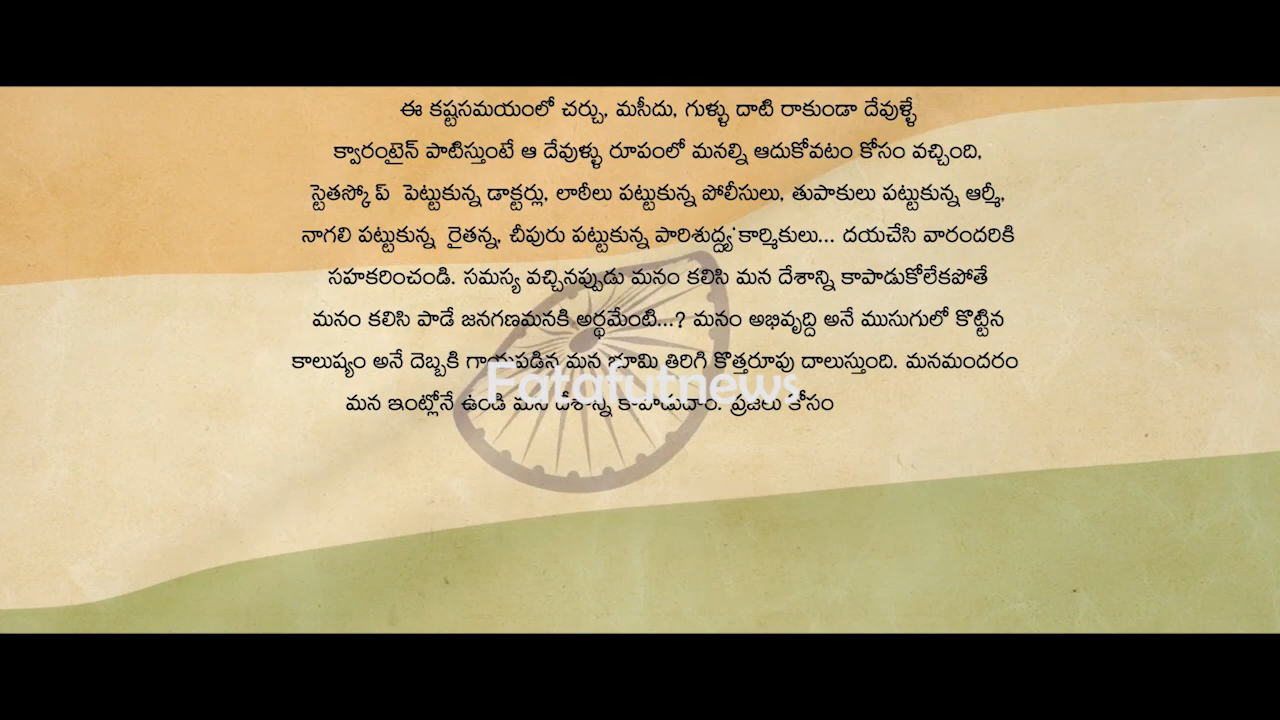 ఈ కష్టసమయంలో చర్చు, మసీదు, గుళ్ళు దాటి రాకుండా దేవుళ్ళే
క్వారంటైన్ పాటిస్తుంటే ఆ దేవుళ్ళు రూపంలో మనల్ని ఆదుకోవటం కోసం వచ్చింది,
స్టెతస్కోప్ పెట్టుకున్న డాక్టర్లు, లాఠీలు పట్టుకున్న పోలీసులు, తుపాకులు పట్టుకున్న ఆర్మీ,
నాగలి పట్టుకున్న రైతన్న, చీపురు పట్టుకున్న పారిశుద్ధ్య కార్మికులు... దయచేసి వారందరికి
సహకరించండి. సమస్య వచ్చినప్పుడు మనం కలిసి మన దేశాన్ని కాపాడుకోలేకపోతే
మనం కలిసి పాడే జనగణమనకి అర్థమేంటి...? మనం అభివృద్ది అనే ముసుగులో కొట్టిన
కాలుష్యం అనే దెబ్బకి గాయపడిన మన భూమి తిరిగి కొత్తరూపు దాలుస్తుంది. మనమందరం
Fatafutnews
మన ఇంట్లోనే ఉండి మన దేశాన్ని కాపాడుదాం. ప్రజలు కోసం